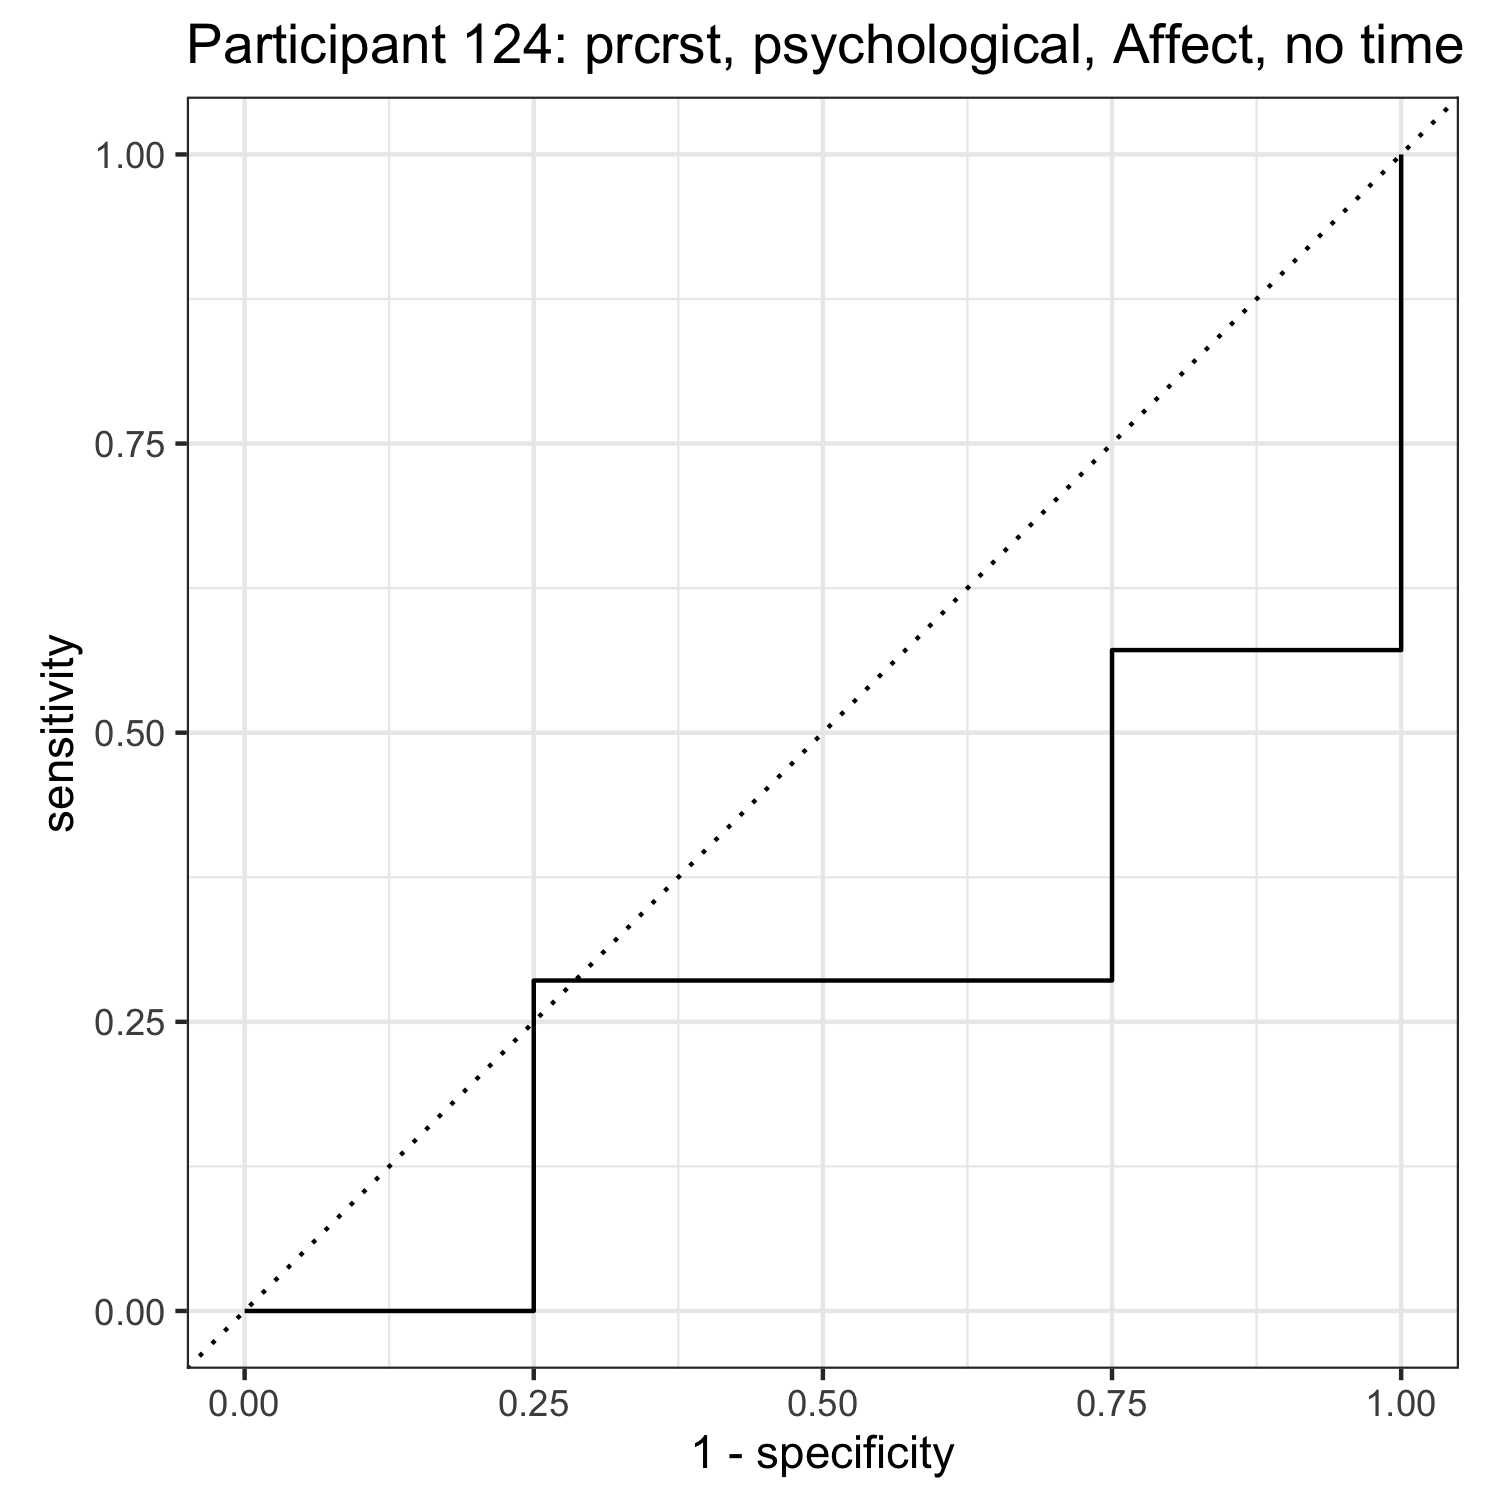 Participant 124: prcrst, psychological, Affect, no time
1.00
0.75
0.50
0.25
0.00
sensitivity
0.00 0.25 0.50 0.75 1.00
1 - specificity